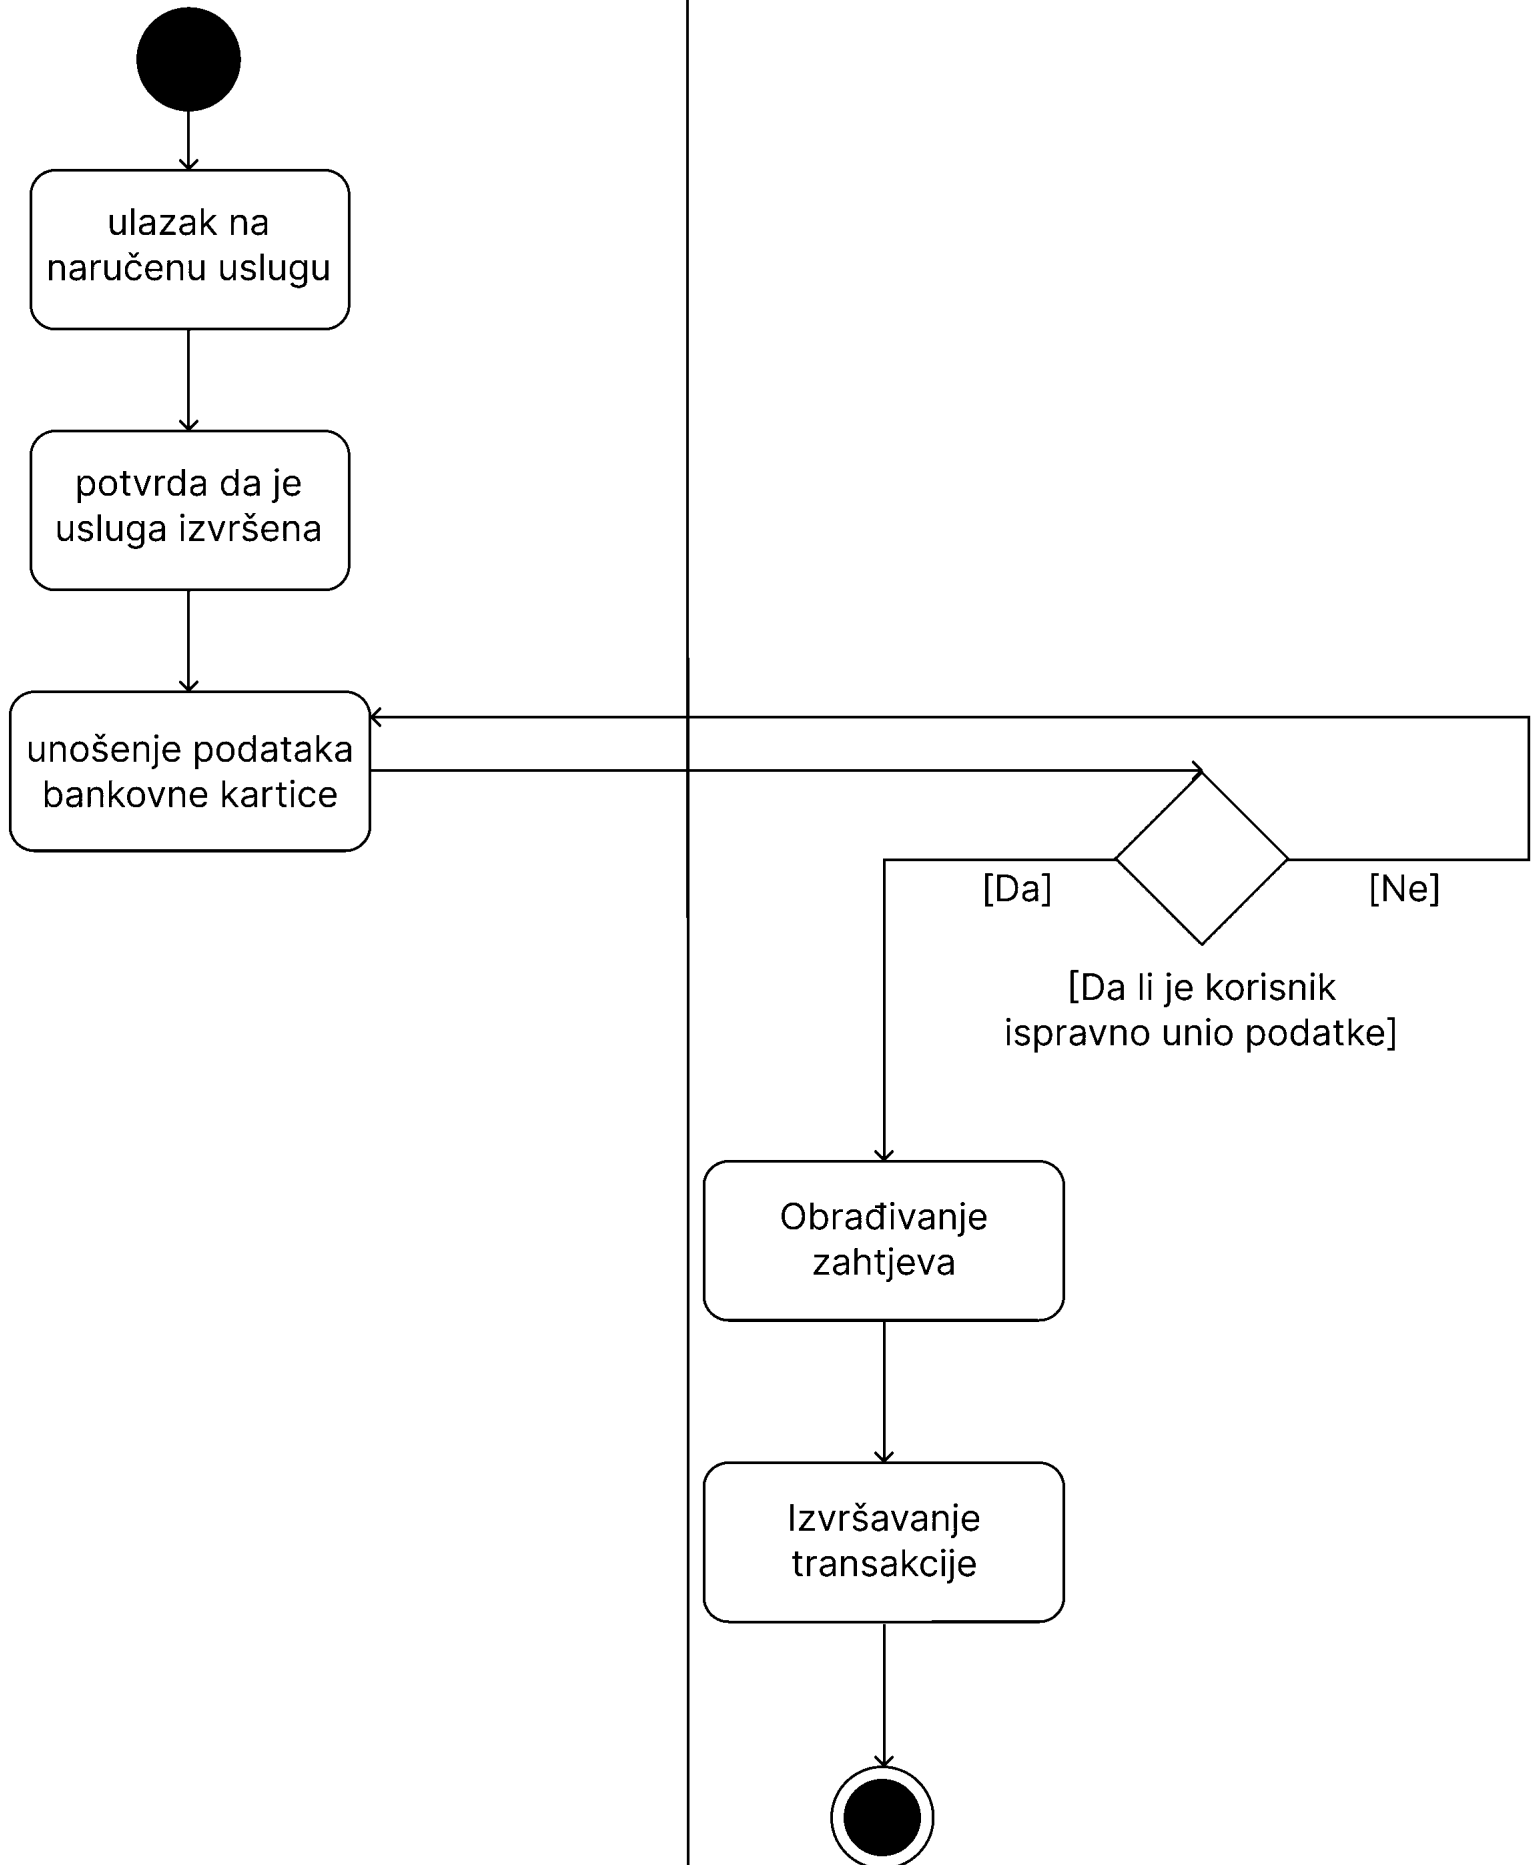 ulazak na
naručenu uslugu
potvrda da je
usluga izvršena
unošenje podataka
bankovne kartice
[Da]
[Ne]
[Da li je korisnik
ispravno unio podatke]
Obrađivanje
zahtjeva
Izvršavanje
transakcije